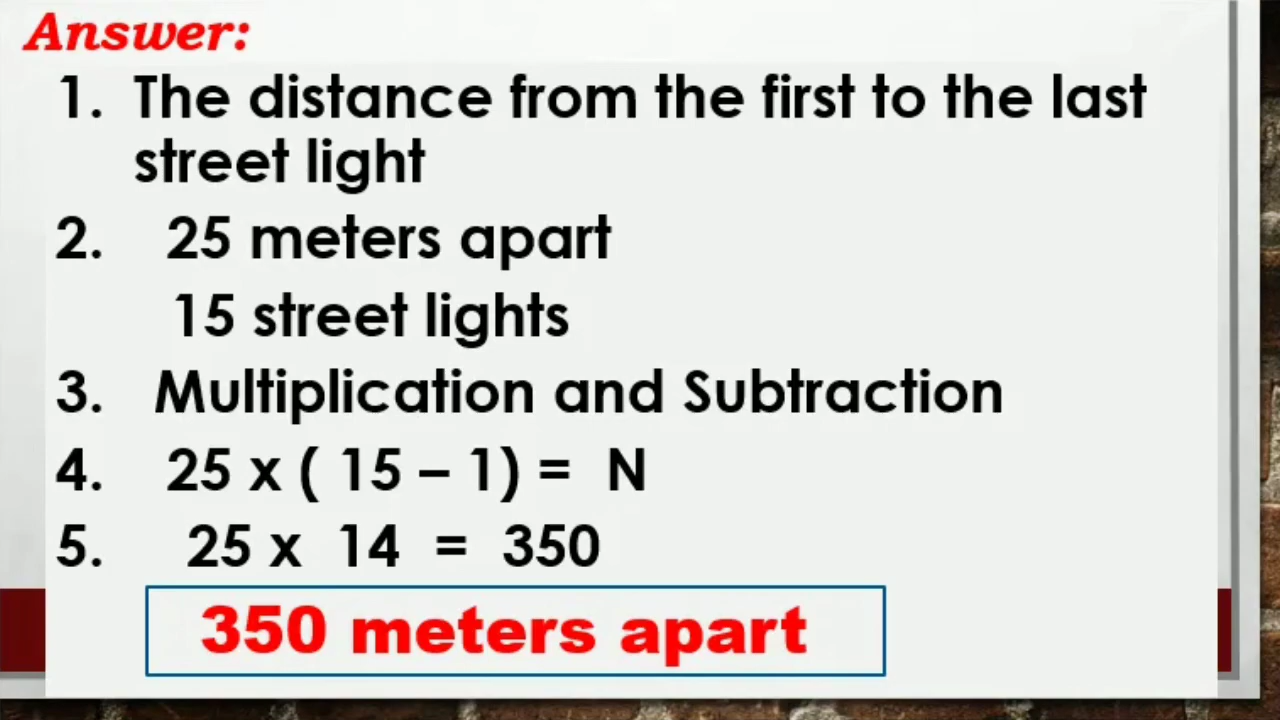 Answer:
1. The distance from the first to the last
street light
2. 25 meters apart
15 street lights
3. Multiplication and Subtraction
4. 25 x ( 15 – 1) = N
5. 25 x 14 = 350
350 meters apart